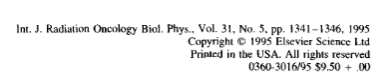 Int. J. Radiation Oncology Biol. Phys., Vol. 31, No. 5, pp. 1341–1346, 1995
Copyright © 1995 Elsevier Science Ltd
Printed in the USA. All rights reserved
0360-3016/95 $9.50 + .00